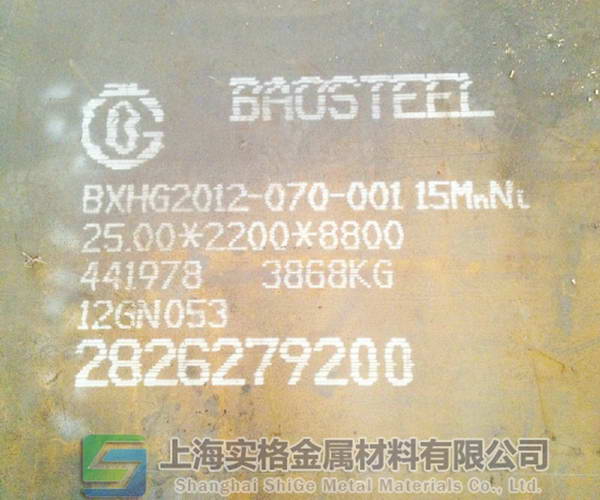 BAOSTEEL
BXHG2012-070-001 15MnNi
25.00*2200*8800
441978 3868KG
12GN053
2826279200
上海实格金属材料有限公司
Shanghai ShiGe Metal Materials Co., Ltd.